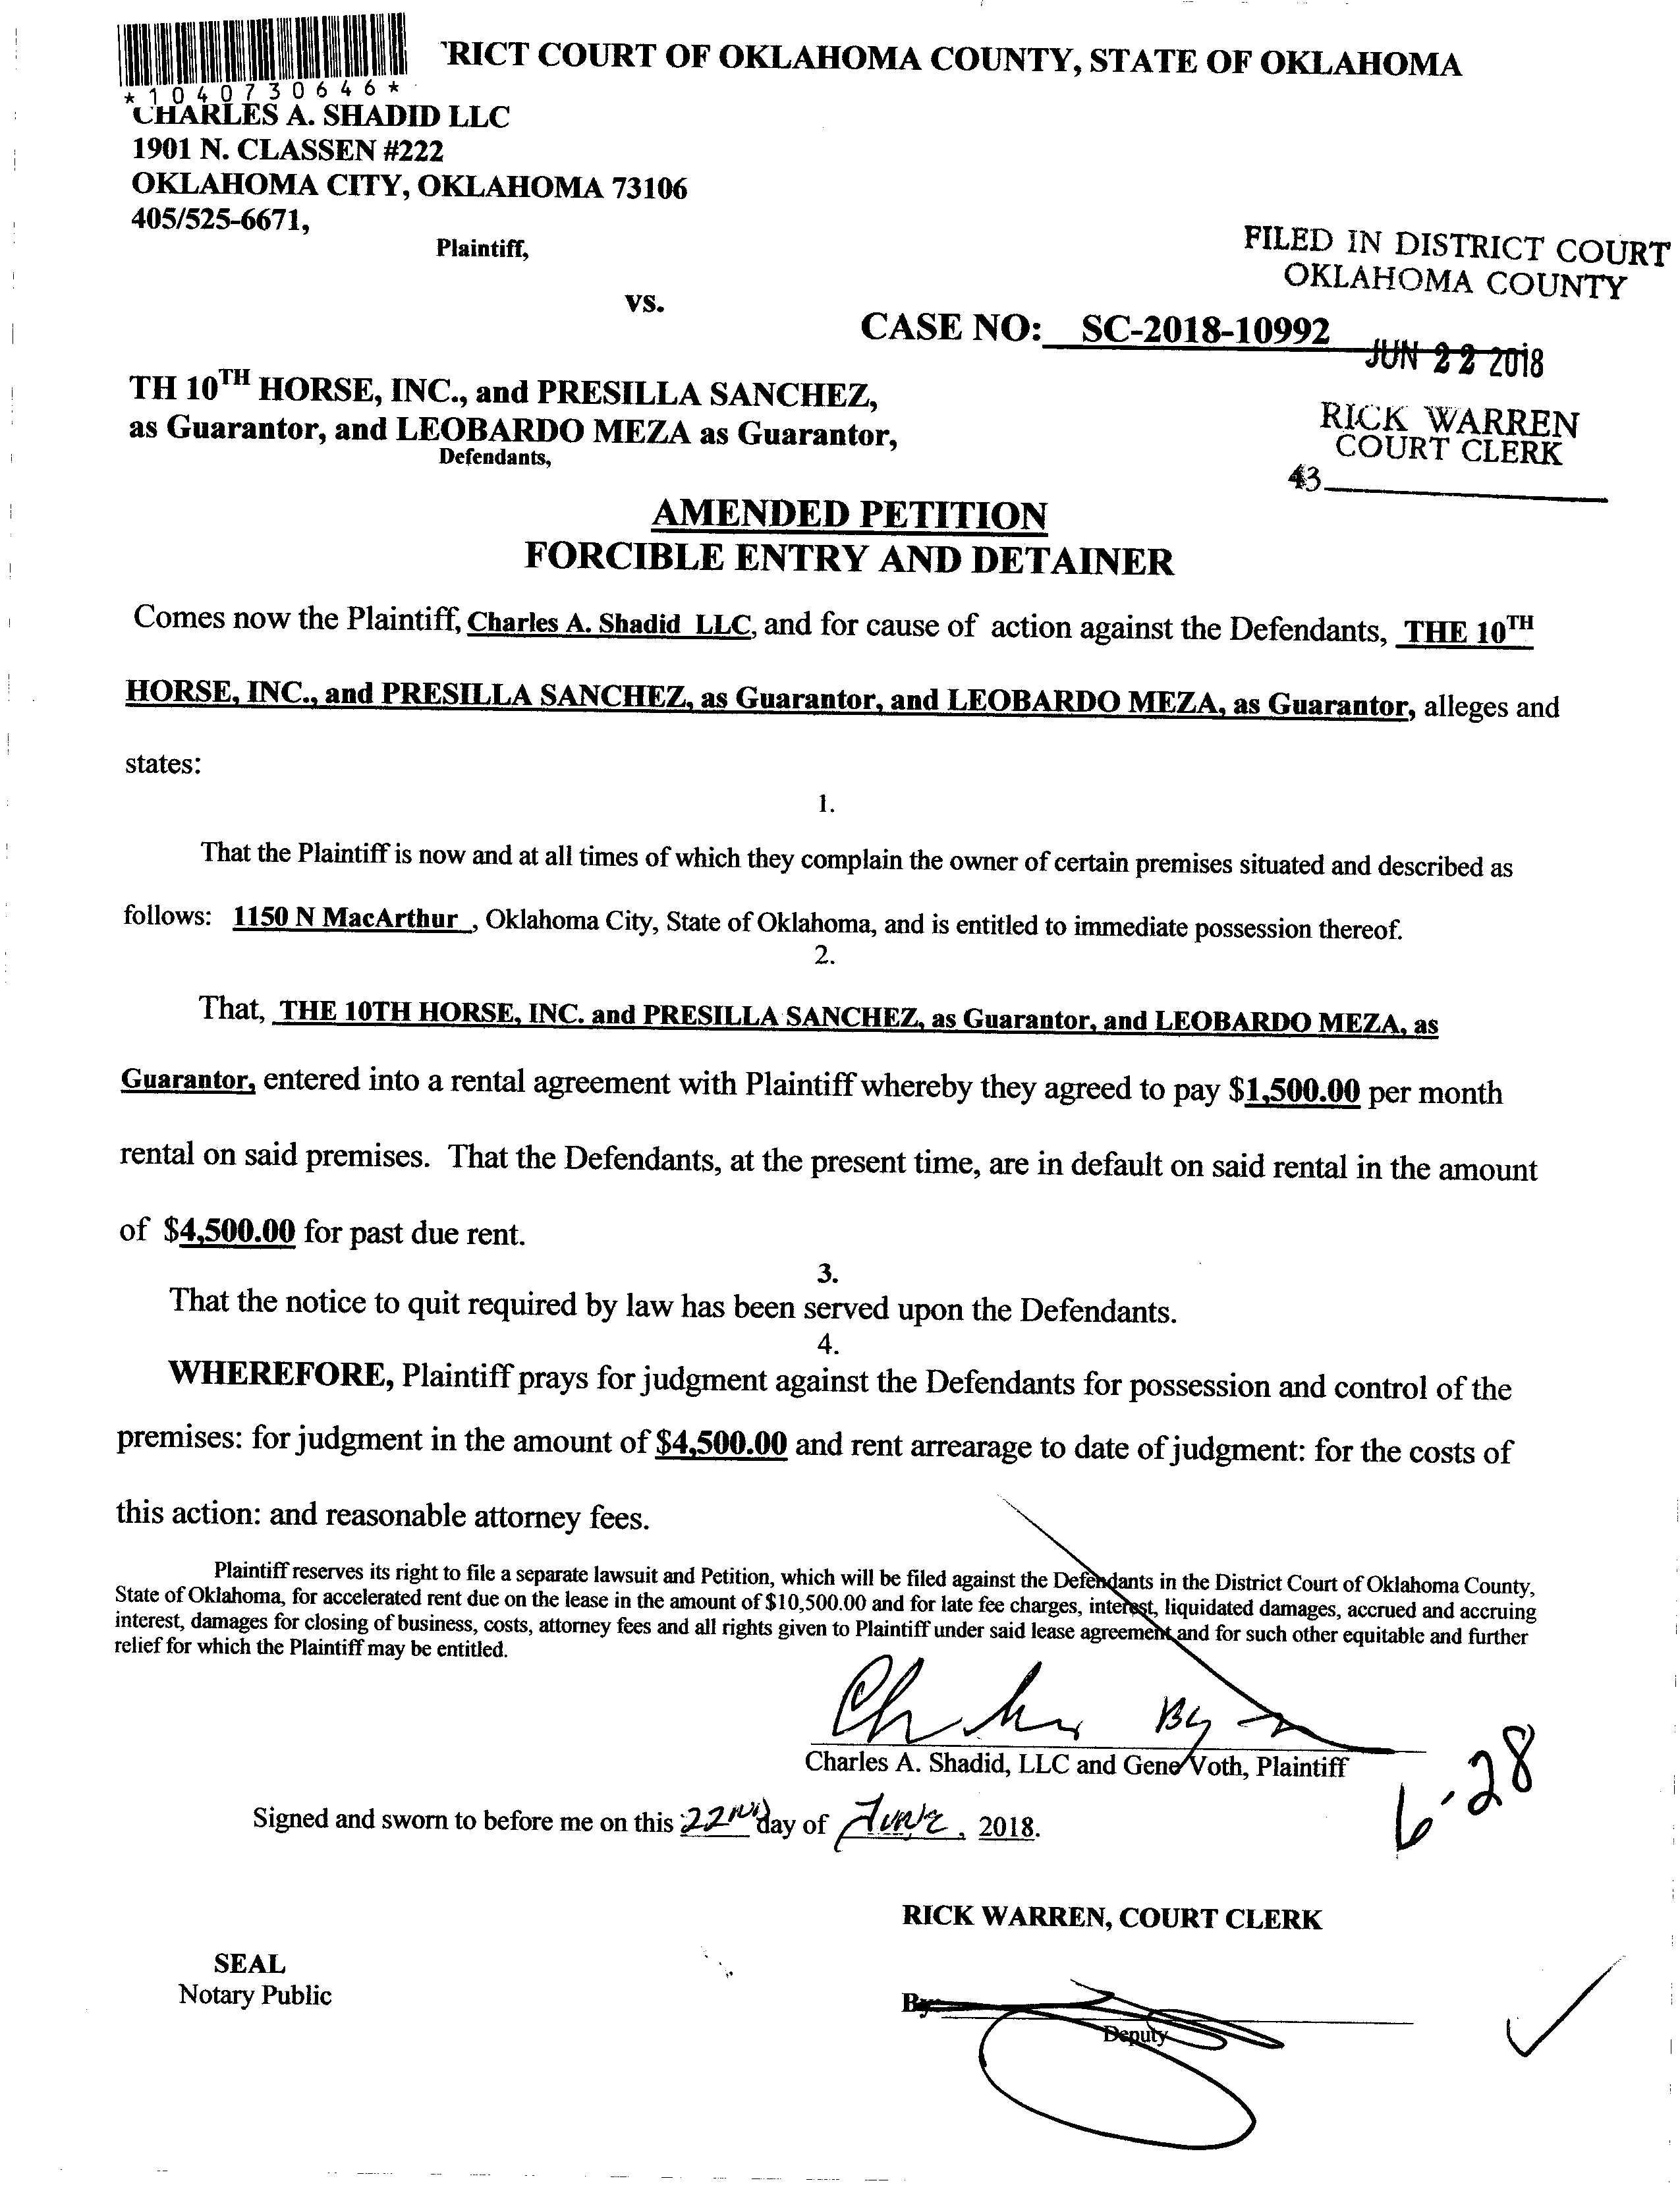 'RICT COURT OF OKLAHOMA COUNTY, STATE OF OKLAHOMA
*1040730646*
CHARLES A. SHADID LLC
1901 N. CLASSEN #222
OKLAHOMA CITY, OKLAHOMA 73106
405/525-6671,
Plaintiff,
FILED IN DISTRICT COURT
OKLAHOMA COUNTY
vs.
CASE NO: SC-2018-10992
JUN 22 2018
TH 10TH HORSE, INC., and PRESILLA SANCHEZ,
as Guarantor, and LEOBARDO MEZA as Guarantor,
Defendants,
RICK WARREN
COURT CLERK
43
AMENDED PETITION
FORCIBLE ENTRY AND DETAINER
Comes now the Plaintiff, Charles A. Shadid LLC, and for cause of action against the Defendants, THE 10TH
HORSE, INC., and PRESILLA SANCHEZ, as Guarantor, and LEOBARDO MEZA, as Guarantor, alleges and
states:
1.
That the Plaintiff is now and at all times of which they complain the owner of certain premises situated and described as
follows: 1150 N MacArthur , Oklahoma City, State of Oklahoma, and is entitled to immediate possession thereof.
2.
That, THE 10TH HORSE, INC. and PRESILLA SANCHEZ, as Guarantor, and LEOBARDO MEZA, as
Guarantor, entered into a rental agreement with Plaintiff whereby they agreed to pay $1,500.00 per month
rental on said premises. That the Defendants, at the present time, are in default on said rental in the amount
of $4,500.00 for past due rent.
3.
That the notice to quit required by law has been served upon the Defendants.
4.
WHEREFORE, Plaintiff prays for judgment against the Defendants for possession and control of the
premises: for judgment in the amount of $4,500.00 and rent arrearage to date of judgment: for the costs of
this action: and reasonable attorney fees.
Plaintiff reserves its right to file a separate lawsuit and Petition, which will be filed against the Defendants in the District Court of Oklahoma County,
State of Oklahoma, for accelerated rent due on the lease in the amount of $10,500.00 and for late fee charges, interest, liquidated damages, accrued and accruing
interest, damages for closing of business, costs, attorney fees and all rights given to Plaintiff under said lease agreement and for such other equitable and further
relief for which the Plaintiff may be entitled.
By
Charles A. Shadid, LLC and Gene Voth, Plaintiff
6-28
Signed and sworn to before me on this 22ND day of June, 2018.
RICK WARREN, COURT CLERK
SEAL
Notary Public
By:
Deputy